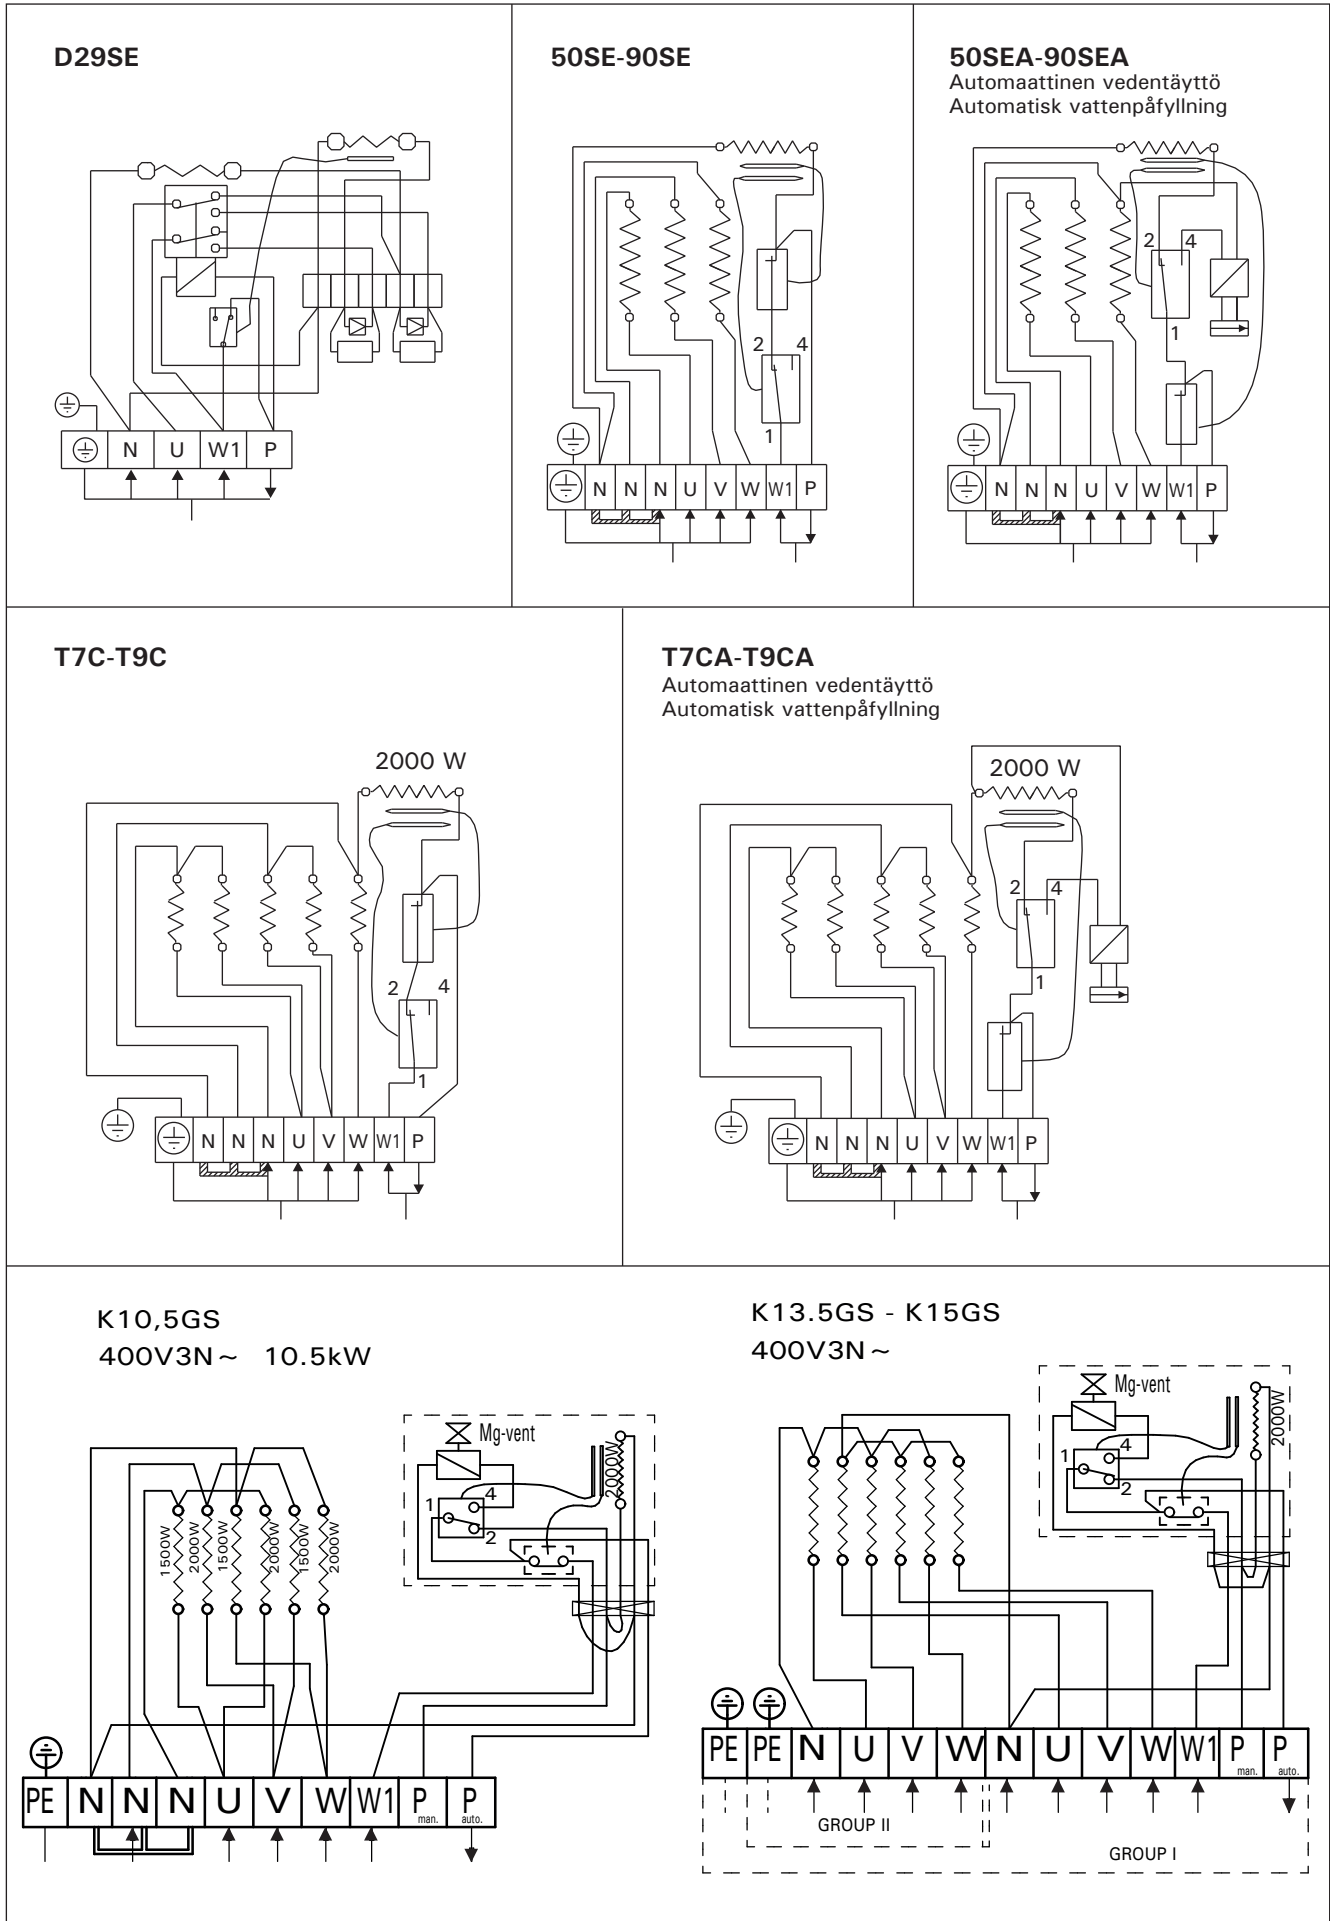 D29SE
N U W1 P
50SE-90SE
2 4
1
N N N U V W W1 P
50SEA-90SEA
Automaattinen vedentäyttö
Automatisk vattenpåfyllning
2 4
1
N N N U V W W1 P
T7C-T9C
2000 W
2 4
1
N N N U V W W1 P
T7CA-T9CA
Automaattinen vedentäyttö
Automatisk vattenpåfyllning
2000 W
2 4
1
N N N U V W W1 P
K10,5GS
400V3N~ 10.5kW
Mg-vent
2000W
1 4
2
1500W 2000W 1500W 2000W 1500W 2000W
PE N N N U V W W1 P man. P auto.
K13.5GS - K15GS
400V3N~
Mg-vent
2000W
1 4
2
PE PE N U V W N U V W W1 P man. P auto.
GROUP II
GROUP I